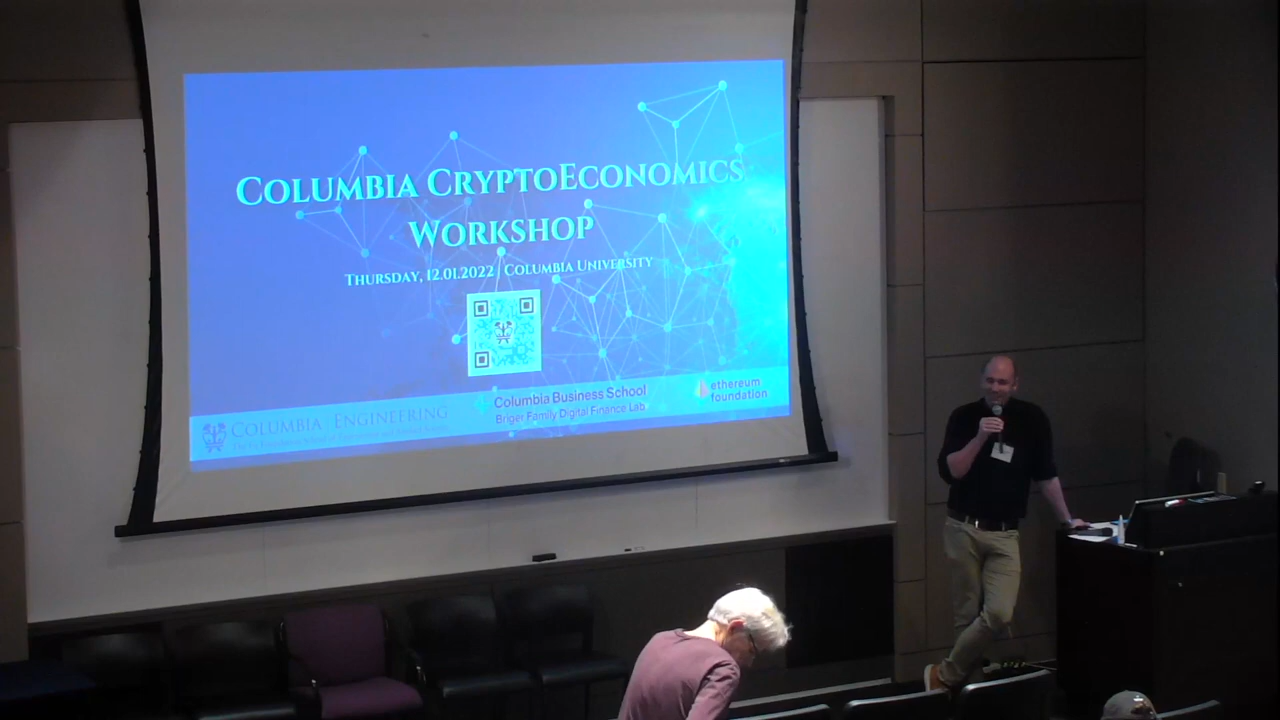 COLUMBIA CRYPTOECONOMICS
WORKSHOP
THURSDAY, 12.01.2022 | COLUMBIA UNIVERSITY
COLUMBIA | ENGINEERING
Columbia Business School
Briger Family Digital Finance Lab
ethereum
foundation